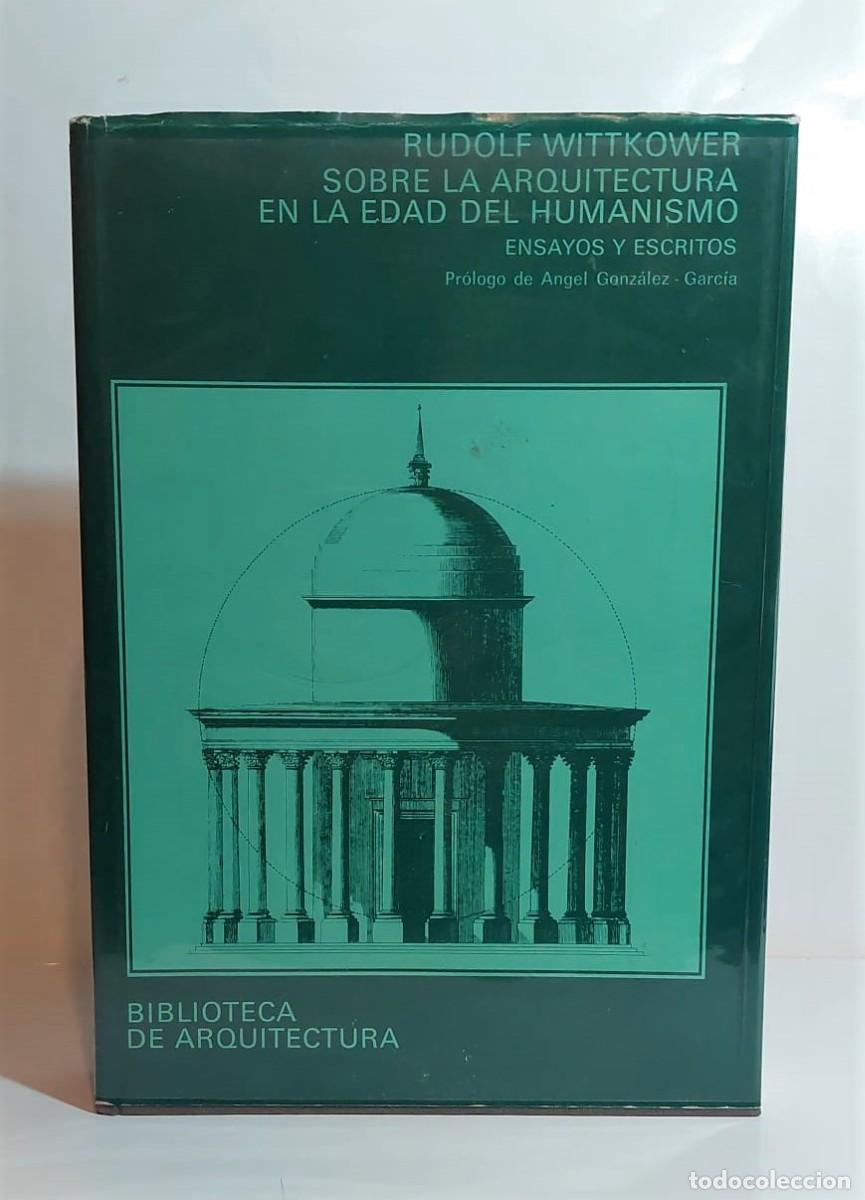 RUDOLF WITTKOWER
SOBRE LA ARQUITECTURA
EN LA EDAD DEL HUMANISMO
ENSAYOS Y ESCRITOS
Prólogo de Angel González - García
BIBLIOTECA
DE ARQUITECTURA
todocoleccion